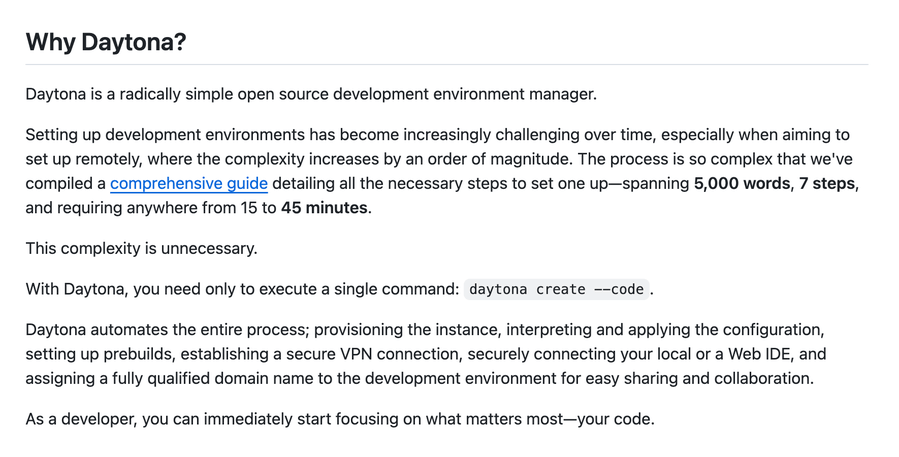 Why Daytona?
Daytona is a radically simple open source development environment manager.
Setting up development environments has become increasingly challenging over time, especially when aiming to
set up remotely, where the complexity increases by an order of magnitude. The process is so complex that we've
compiled a comprehensive guide detailing all the necessary steps to set one up—spanning 5,000 words, 7 steps,
and requiring anywhere from 15 to 45 minutes.
This complexity is unnecessary.
With Daytona, you need only to execute a single command: daytona create --code.
Daytona automates the entire process; provisioning the instance, interpreting and applying the configuration,
setting up prebuilds, establishing a secure VPN connection, securely connecting your local or a Web IDE, and
assigning a fully qualified domain name to the development environment for easy sharing and collaboration.
As a developer, you can immediately start focusing on what matters most—your code.